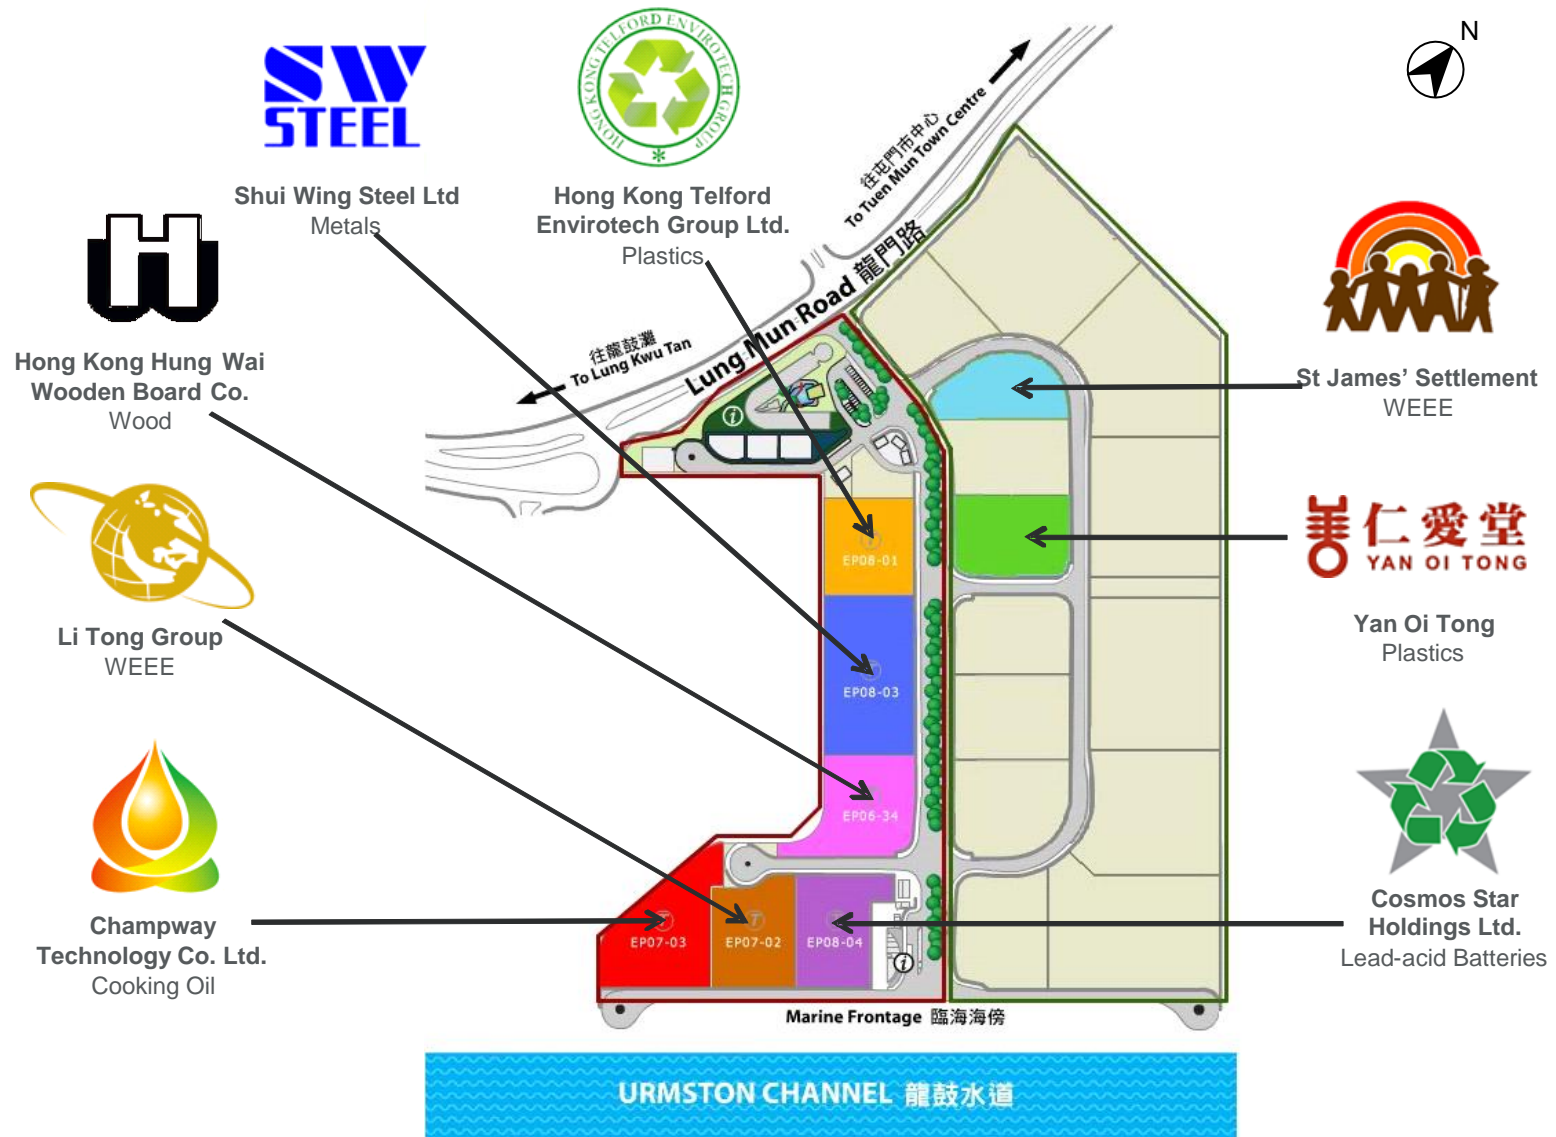 N
SW
STEEL
Shui Wing Steel Ltd
Metals
HONG KONG TELFORD ENVIROTECH GROUP
Hong Kong Telford
Envirotech Group Ltd.
Plastics
Hong Kong Hung Wai
Wooden Board Co.
Wood
Li Tong Group
WEEE
Champway
Technology Co. Ltd.
Cooking Oil
往屯門市中心
To Tuen Mun Town Centre
Lung Mun Road 龍門路
往龍鼓灘
To Lung Kwu Tan
i
EP08-01
EP08-03
EP06-34
T
EP07-03
T
EP07-02
EP08-04
i
St James’ Settlement
WEEE
仁愛堂
YAN OI TONG
Yan Oi Tong
Plastics
Cosmos Star
Holdings Ltd.
Lead-acid Batteries
Marine Frontage 臨海海傍
URMSTON CHANNEL 龍鼓水道